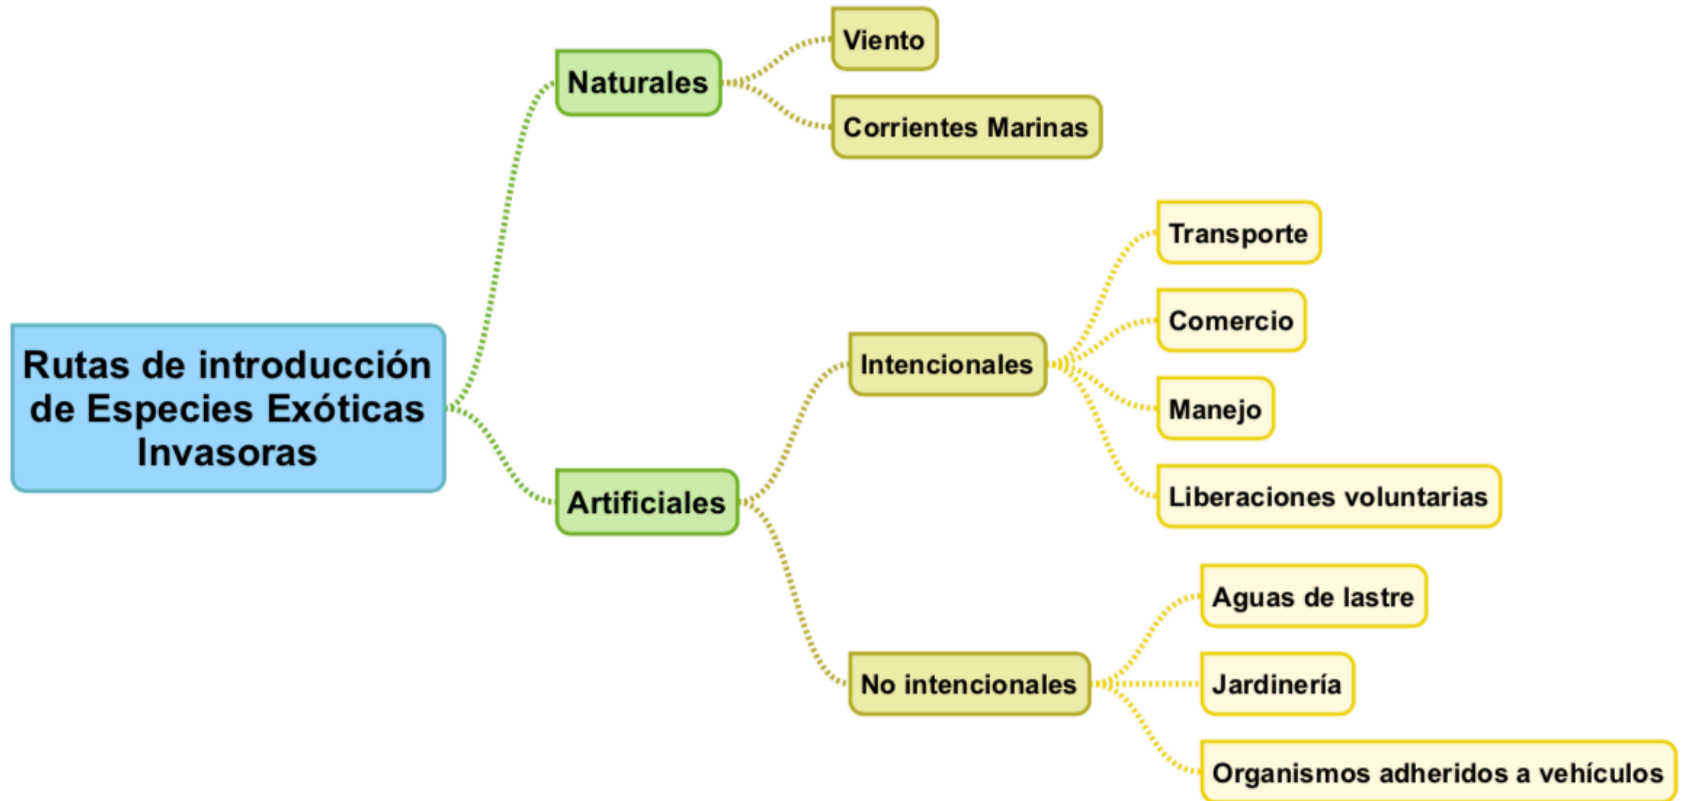 Rutas de introducción
de Especies Exóticas
Invasoras
Naturales
Viento
Corrientes Marinas
Artificiales
Intencionales
Transporte
Comercio
Manejo
Liberaciones voluntarias
No intencionales
Aguas de lastre
Jardinería
Organismos adheridos a vehículos